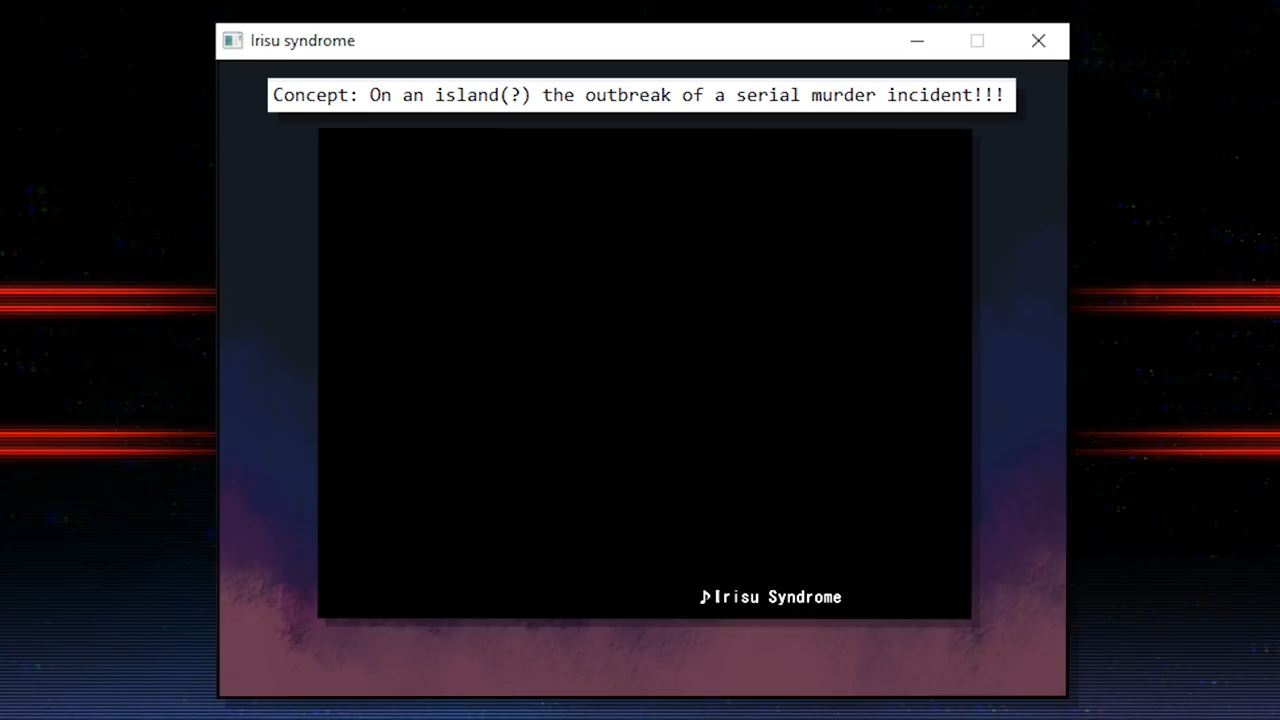 Irisu syndrome
Concept: On an island(?) the outbreak of a serial murder incident!!!
♪Irisu Syndrome